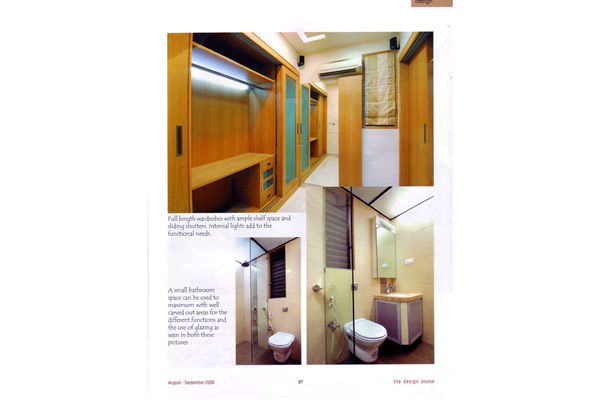 design
Full length wardrobes with ample shelf space and
sliding shutters. Internal lights add to the
functional needs
A small bathroom
space can be used to
maximum with well
carved out areas for the
different functions and
the use of glazing as
seen in both these
pictures
August - September 2008
67
the design source